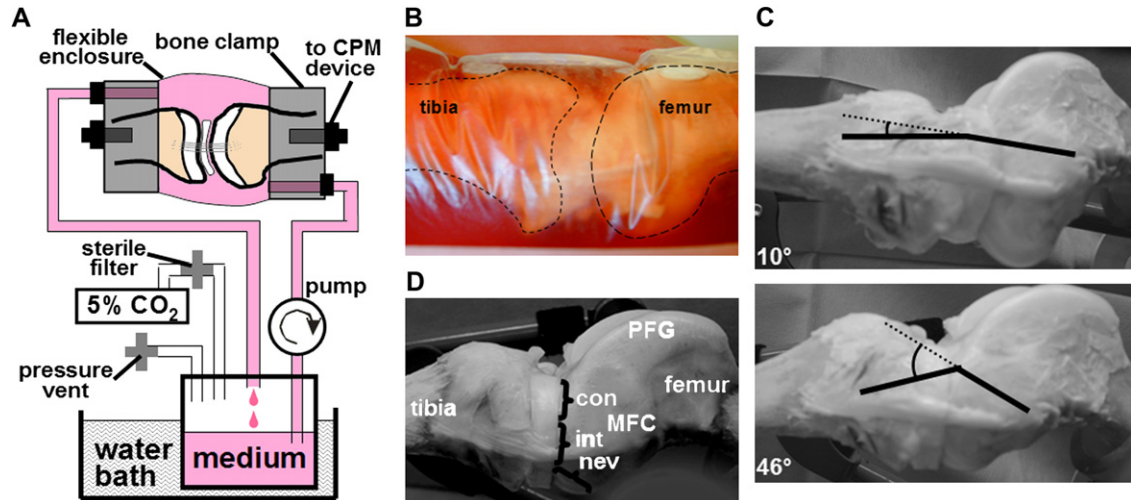 A
flexible
enclosure
bone clamp
to CPM
device
sterile
filter
5% CO₂
pump
pressure
vent
water
bath
medium
B
tibia
femur
C
10°
46°
D
PFG
tibia
femur
con
MFC
int
nev